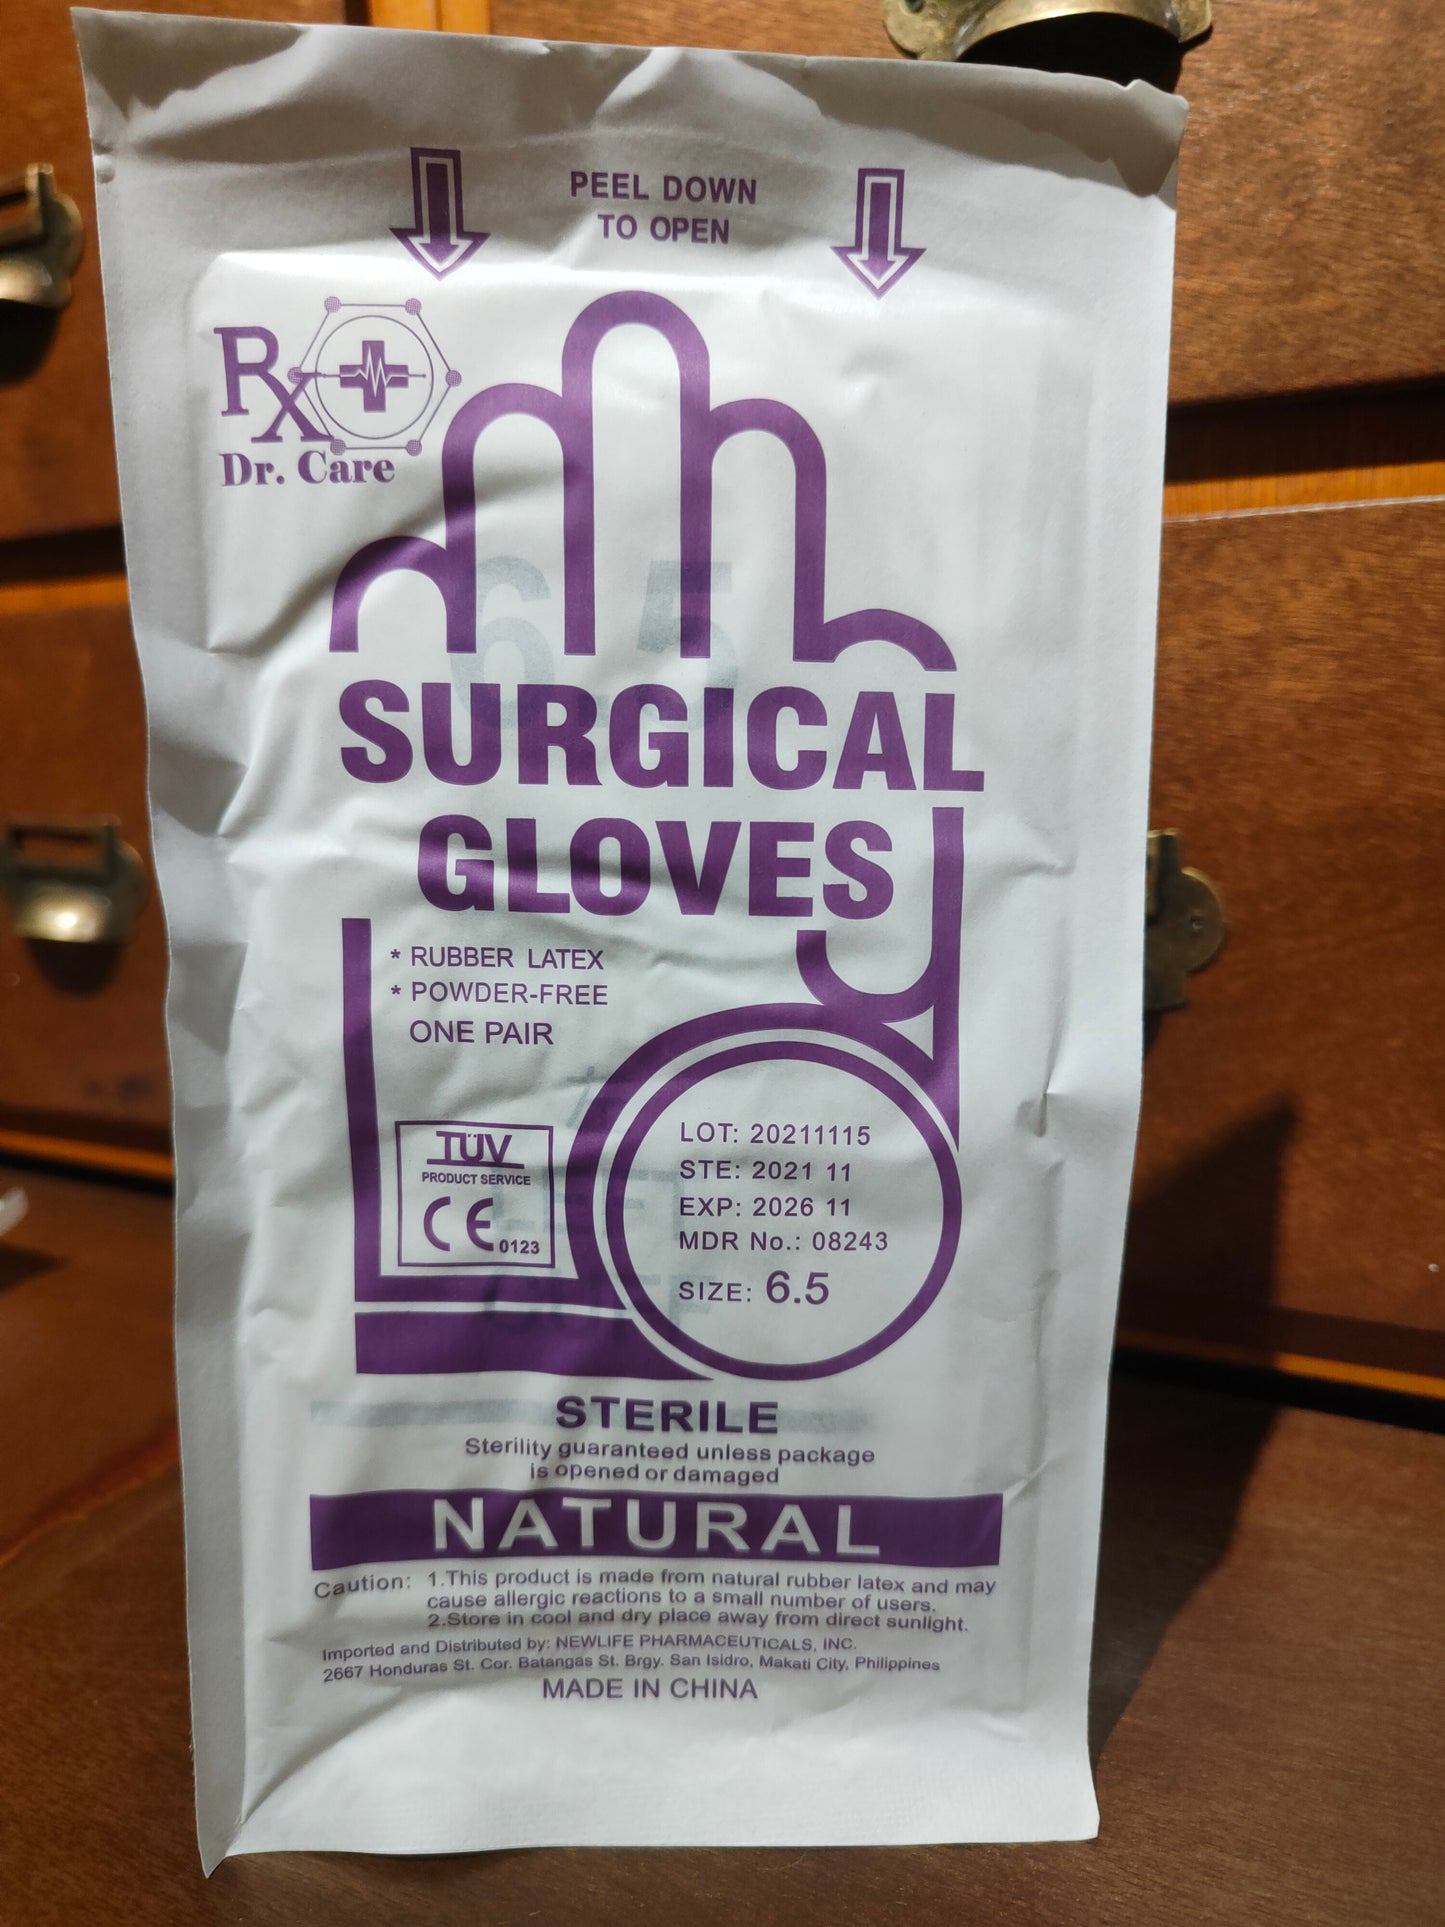 PEEL DOWN
TO OPEN
Rx
Dr. Care
6.5
SURGICAL
GLOVES
* RUBBER LATEX
* POWDER-FREE
ONE PAIR
TÜV
PRODUCT SERVICE
CE 0123
LOT: 20211115
STE: 2021 11
EXP: 2026 11
MDR No.: 08243
SIZE: 6.5
STERILE
Sterility guaranteed unless package
is opened or damaged
NATURAL
Caution: 1.This product is made from natural rubber latex and may
cause allergic reactions to a small number of users.
2.Store in cool and dry place away from direct sunlight.
Imported and Distributed by: NEWLIFE PHARMACEUTICALS, INC.
2667 Honduras St. Cor. Batangas St. Brgy. San Isidro, Makati City, Philippines
MADE IN CHINA